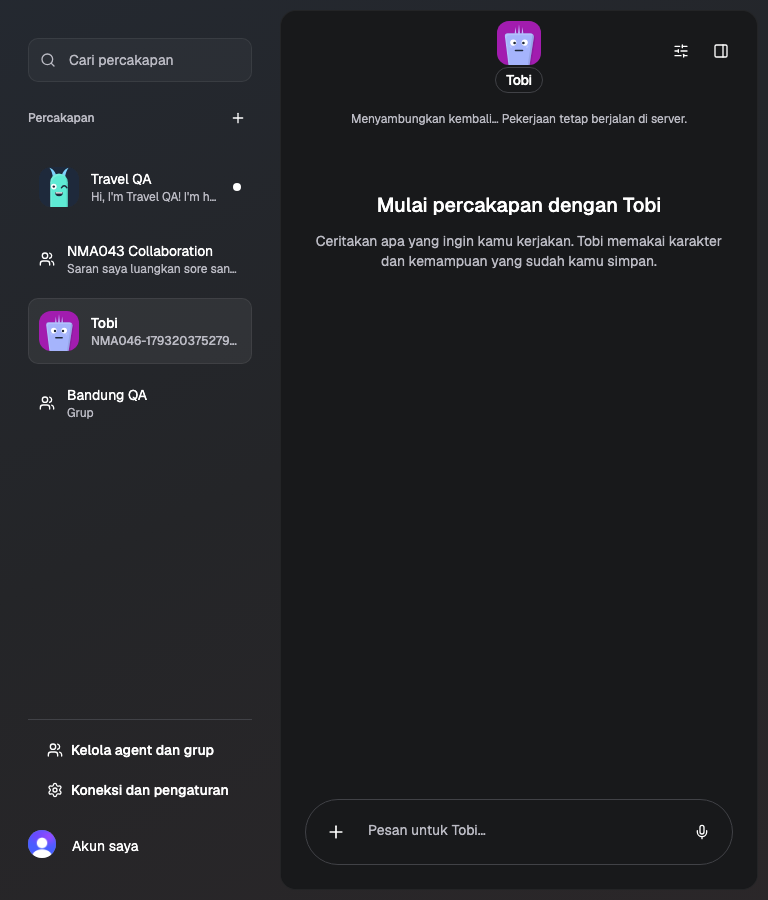 Cari percakapan
Percakapan
Travel QA
Hi, I'm Travel QA! I'm h...
NMA043 Collaboration
Saran saya luangkan sore san...
Tobi
NMA046-179320375279...
Bandung QA
Grup
Kelola agent dan grup
Koneksi dan pengaturan
Akun saya
Tobi
Menyambungkan kembali... Pekerjaan tetap berjalan di server.
Mulai percakapan dengan Tobi
Ceritakan apa yang ingin kamu kerjakan. Tobi memakai karakter
dan kemampuan yang sudah kamu simpan.
Pesan untuk Tobi...